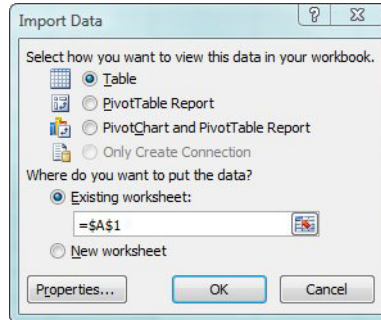 Import Data
Select how you want to view this data in your workbook.
Table
PivotTable Report
PivotChart and PivotTable Report
Only Create Connection
Where do you want to put the data?
Existing worksheet:
=$A$1
New worksheet
Properties... OK Cancel